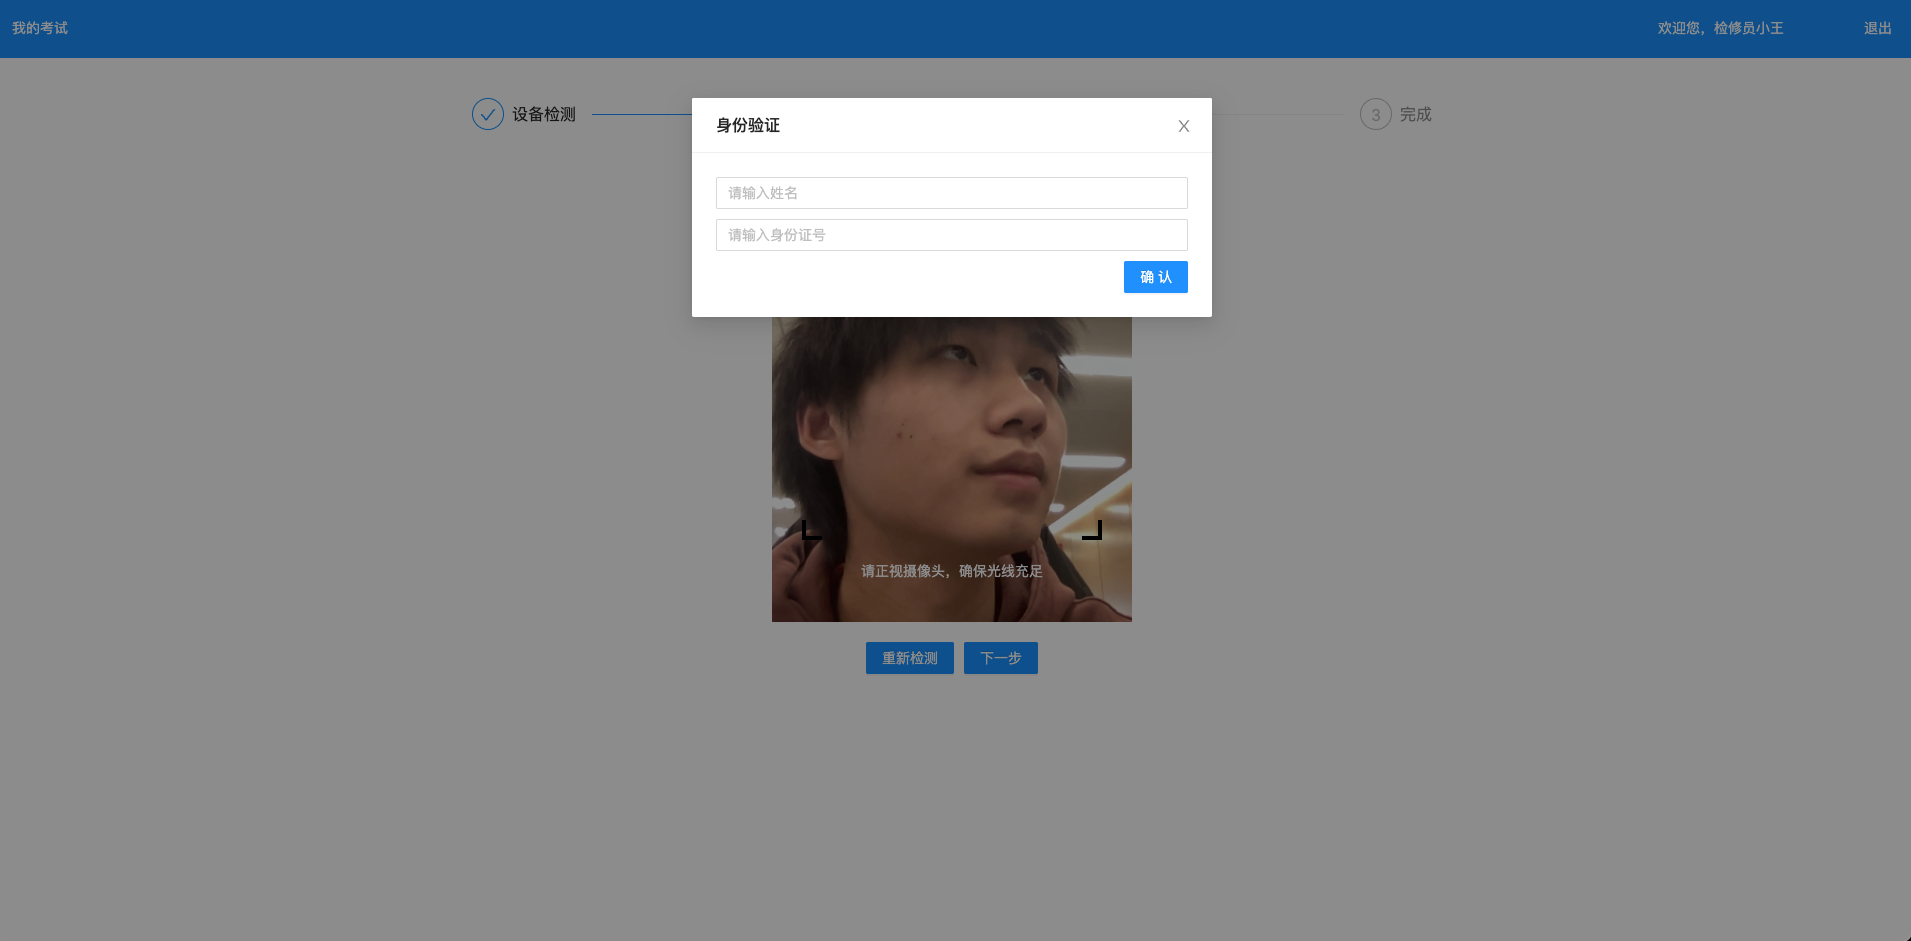 我的考试
欢迎您，检修员小王
退出
设备检测
3 完成
身份验证
请输入姓名
请输入身份证号
确 认
请正视摄像头，确保光线充足
重新检测
下一步